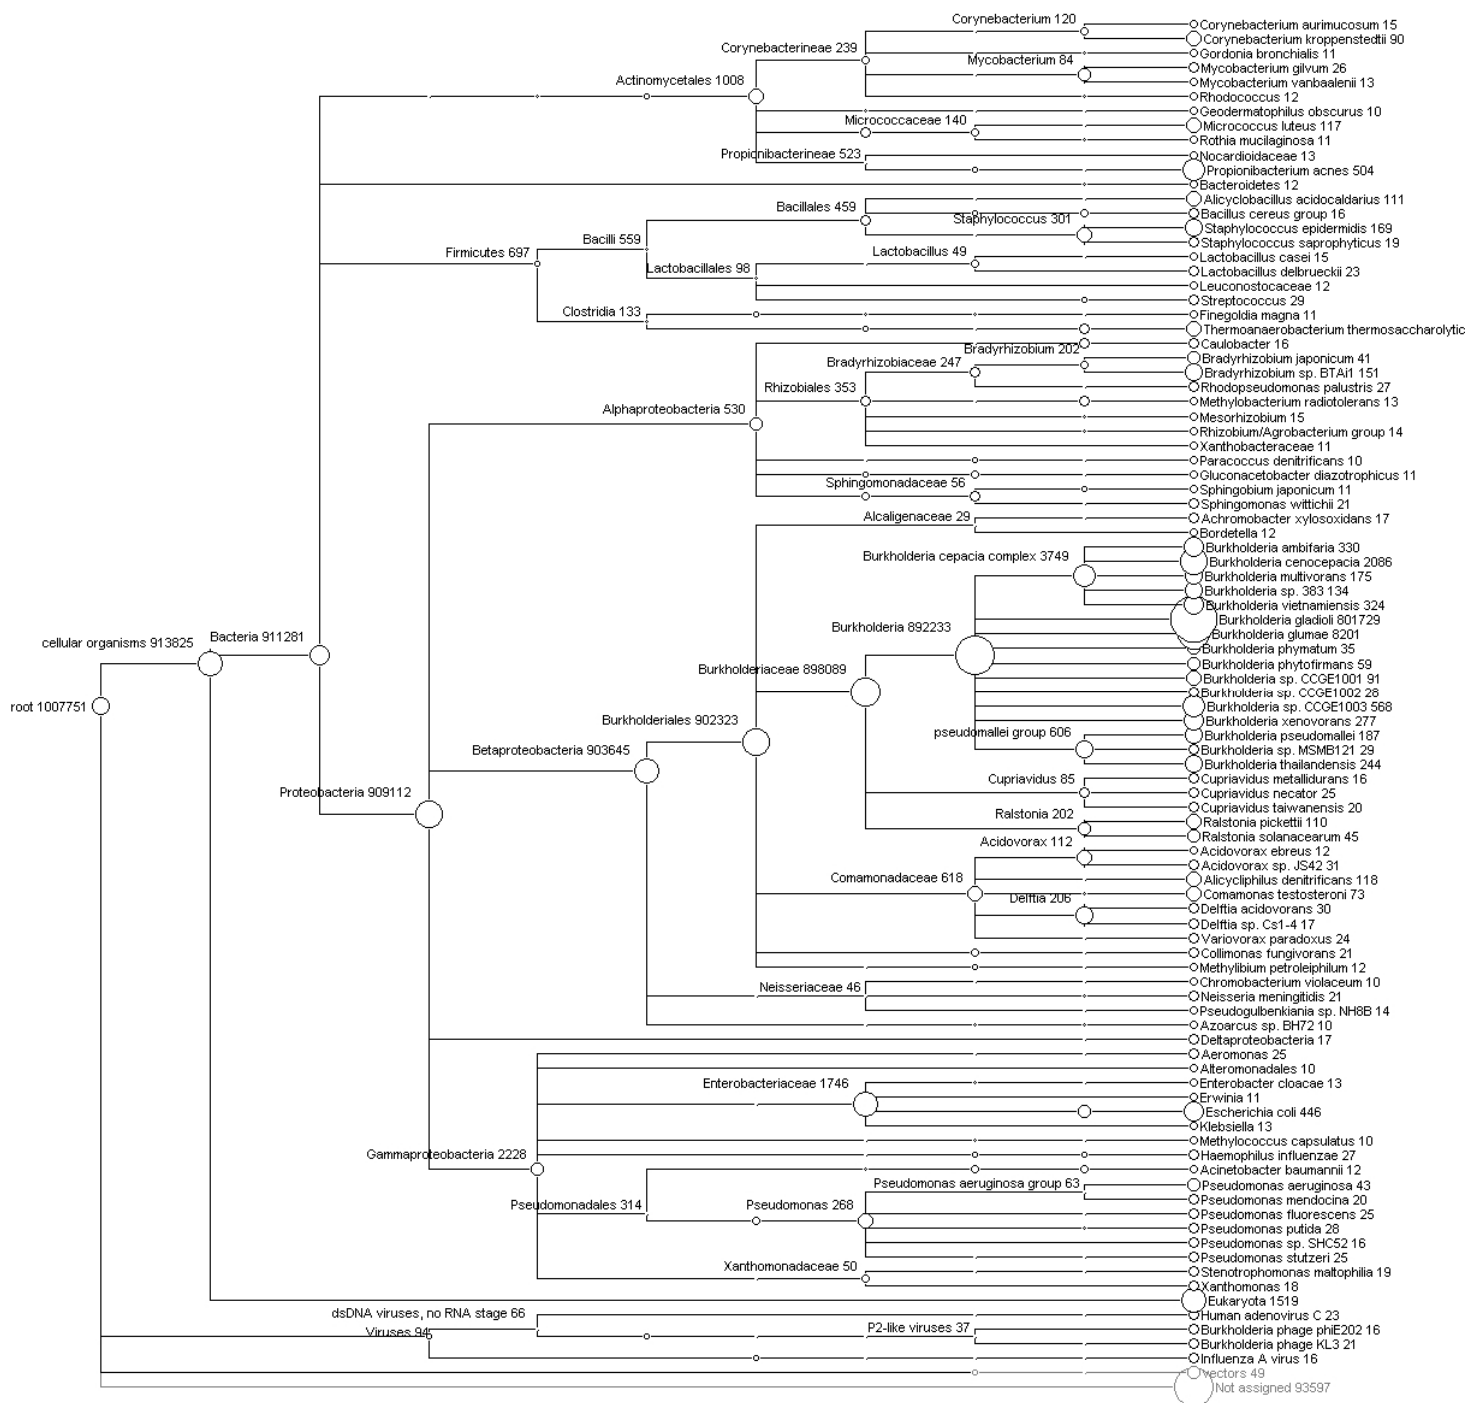 Corynebacterium 120
Corynebacterium aurimucosum 15
Corynebacterium kroppenstedtii 90
Corynebacterineae 239
Gordonia bronchialis 11
Mycobacterium 84
Mycobacterium gilvum 26
Actinomycetales 1008
Mycobacterium vanbaalenii 13
Rhodococcus 12
Geodermatophilus obscurus 10
Micrococcaceae 140
Micrococcus luteus 117
Rothia mucilaginosa 11
Propionibacterineae 523
Nocardioidaceae 13
Propionibacterium acnes 504
Bacteroidetes 12
Alicyclobacillus acidocaldarius 111
Bacillales 459
Bacillus cereus group 16
Staphylococcus 301
Staphylococcus epidermidis 169
Bacilli 559
Staphylococcus saprophyticus 19
Firmicutes 697
Lactobacillus 49
Lactobacillus casei 15
Lactobacillales 98
Lactobacillus delbrueckii 23
Leuconostocaceae 12
Streptococcus 29
Clostridia 133
Finegoldia magna 11
Thermoanaerobacterium thermosaccharolytic
Caulobacter 16
Bradyrhizobium 202
Bradyrhizobium japonicum 41
Bradyrhizobiaceae 247
Bradyrhizobium sp. BTAi1 151
Rhizobiales 353
Rhodopseudomonas palustris 27
Methylobacterium radiotolerans 13
Alphaproteobacteria 530
Mesorhizobium 15
Rhizobium/Agrobacterium group 14
Xanthobacteraceae 11
Paracoccus denitrificans 10
Gluconacetobacter diazotrophicus 11
Sphingomonadaceae 56
Sphingobium japonicum 11
Sphingomonas wittichii 21
Alcaligenaceae 29
Achromobacter xylosoxidans 17
Bordetella 12
Burkholderia ambifaria 330
Burkholderia cepacia complex 3749
Burkholderia cenocepacia 2086
Burkholderia multivorans 175
Burkholderia sp. 383 134
Burkholderia vietnamiensis 324
Burkholderia gladioli 801729
Burkholderia 892233
Burkholderia glumae 8201
cellular organisms 913825
Bacteria 911281
Burkholderia phymatum 35
Burkholderia phytofirmans 59
Burkholderiaceae 898089
Burkholderia sp. CCGE1001 91
Burkholderia sp. CCGE1002 28
root 1007751
Burkholderia sp. CCGE1003 568
Burkholderiales 902323
Burkholderia xenovorans 277
pseudomallei group 606
Burkholderia pseudomallei 187
Betaproteobacteria 903645
Burkholderia sp. MSMB121 29
Burkholderia thailandensis 244
Cupriavidus 85
Cupriavidus metallidurans 16
Proteobacteria 909112
Cupriavidus necator 25
Cupriavidus taiwanensis 20
Ralstonia 202
Ralstonia pickettii 110
Ralstonia solanacearum 45
Acidovorax 112
Acidovorax ebreus 12
Acidovorax sp. JS42 31
Comamonadaceae 618
Alicycliphilus denitrificans 118
Comamonas testosteroni 73
Delftia 206
Delftia acidovorans 30
Delftia sp. Cs1-4 17
Variovorax paradoxus 24
Collimonas fungivorans 21
Methylibium petroleiphilum 12
Neisseriaceae 46
Chromobacterium violaceum 10
Neisseria meningitidis 21
Pseudogulbenkiania sp. NH8B 14
Azoarcus sp. BH72 10
Deltaproteobacteria 17
Aeromonas 25
Alteromonadales 10
Enterobacteriaceae 1746
Enterobacter cloacae 13
Erwinia 11
Escherichia coli 446
Klebsiella 13
Methylococcus capsulatus 10
Gammaproteobacteria 2228
Haemophilus influenzae 27
Acinetobacter baumannii 12
Pseudomonas aeruginosa group 63
Pseudomonas aeruginosa 43
Pseudomonadales 314
Pseudomonas 268
Pseudomonas mendocina 20
Pseudomonas fluorescens 25
Pseudomonas putida 28
Pseudomonas sp. SHC52 16
Pseudomonas stutzeri 25
Xanthomonadaceae 50
Stenotrophomonas maltophilia 19
Xanthomonas 18
Eukaryota 1519
dsDNA viruses, no RNA stage 66
Human adenovirus C 23
Viruses 94
P2-like viruses 37
Burkholderia phage phiE202 16
Burkholderia phage KL3 21
Influenza A virus 16
vectors 49
Not assigned 93597